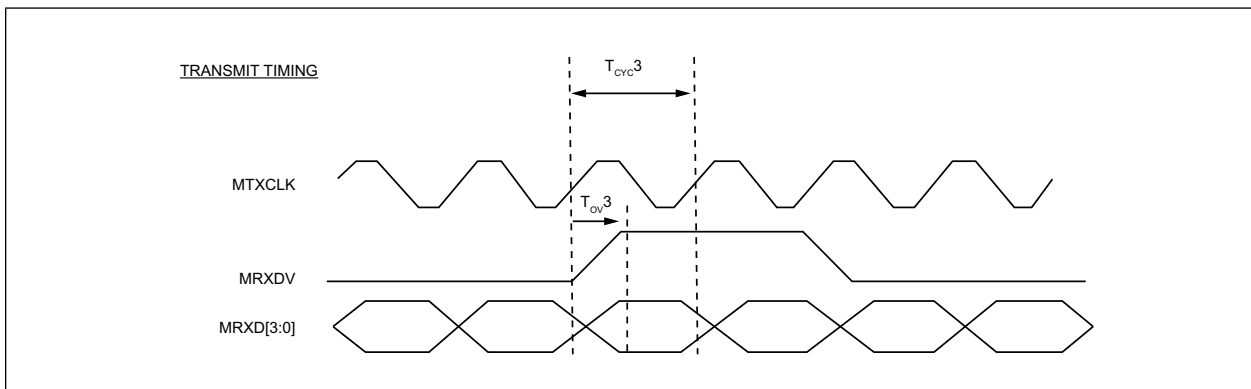 TRANSMIT TIMING
TCYC3
MTXCLK
TOV3
MRXDV
MRXD[3:0]